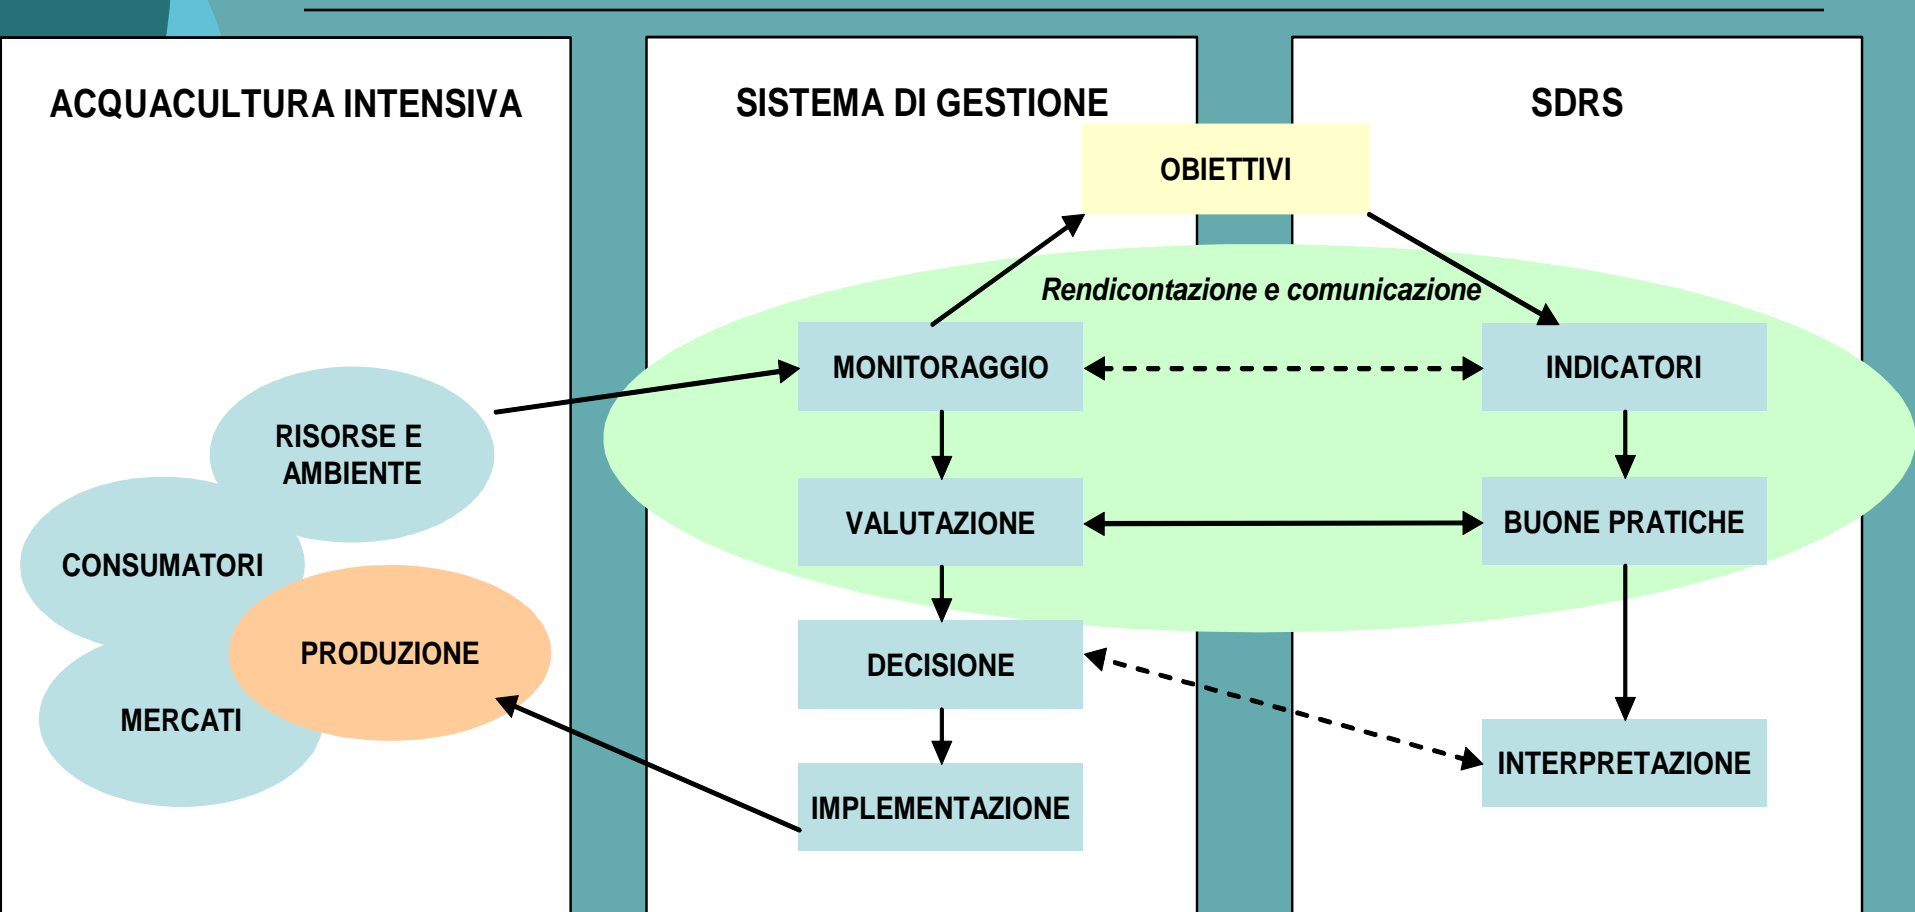 ACQUACULTURA INTENSIVA
RISORSE E
AMBIENTE
CONSUMATORI
PRODUZIONE
MERCATI
SISTEMA DI GESTIONE
SDRS
OBIETTIVI
Rendicontazione e comunicazione
MONITORAGGIO
INDICATORI
VALUTAZIONE
BUONE PRATICHE
DECISIONE
INTERPRETAZIONE
IMPLEMENTAZIONE